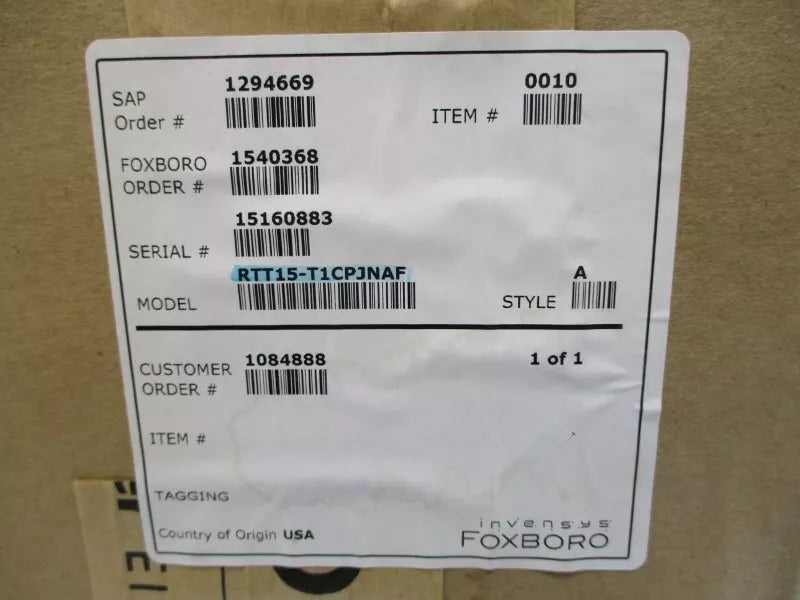 SAP Order # 1294669
ITEM # 0010
FOXBORO ORDER # 1540368
SERIAL # 15160883
MODEL RTT15-T1CPJNAF
STYLE A
CUSTOMER ORDER # 1084888
1 of 1
ITEM #
TAGGING
Country of Origin USA
invensys
FOXBORO